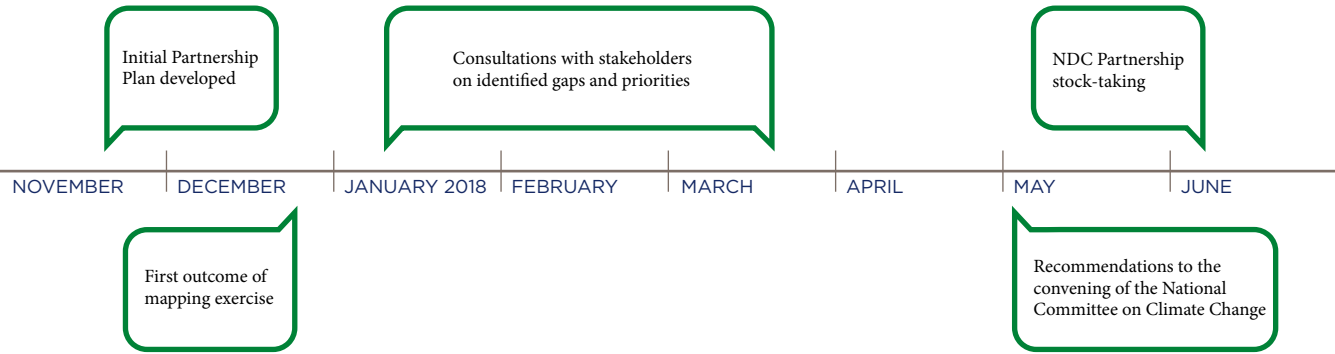 Initial Partnership
Plan developed
Consultations with stakeholders
on identified gaps and priorities
NDC Partnership
stock-taking
NOVEMBER
DECEMBER
JANUARY 2018
FEBRUARY
MARCH
APRIL
MAY
JUNE
First outcome of
mapping exercise
Recommendations to the
convening of the National
Committee on Climate Change